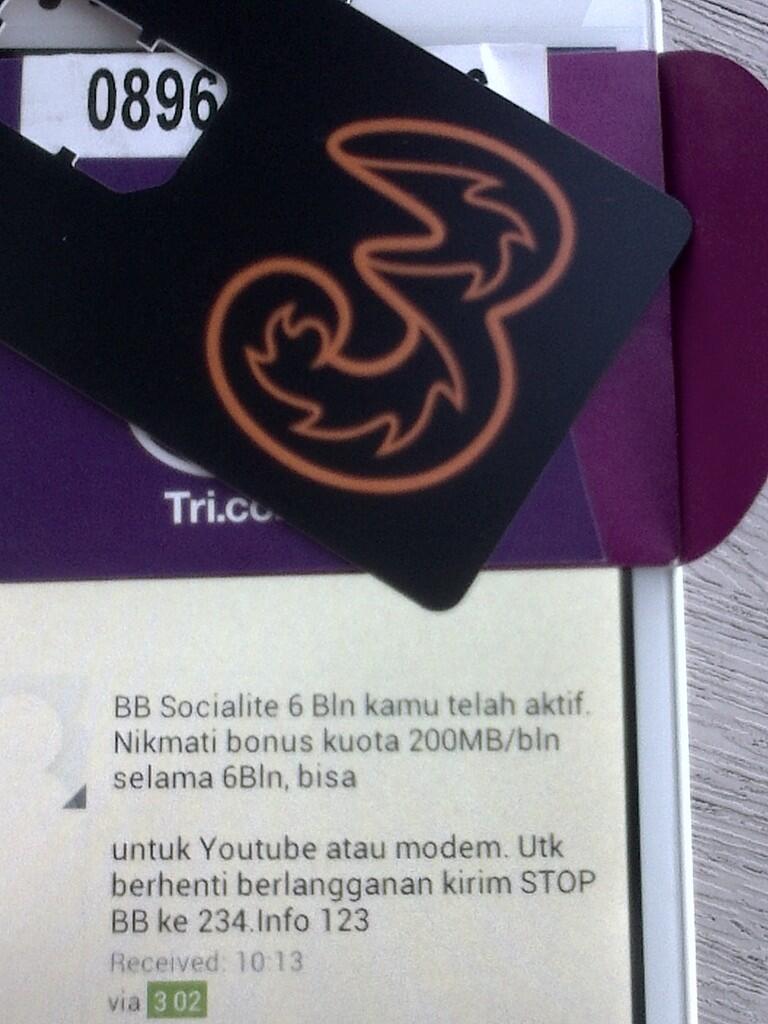 0896
Tri.co
BB Socialite 6 Bln kamu telah aktif.
Nikmati bonus kuota 200MB/bln
selama 6Bln, bisa
untuk Youtube atau modem. Utk
berhenti berlangganan kirim STOP
BB ke 234.Info 123
Received: 10:13
via 3 02